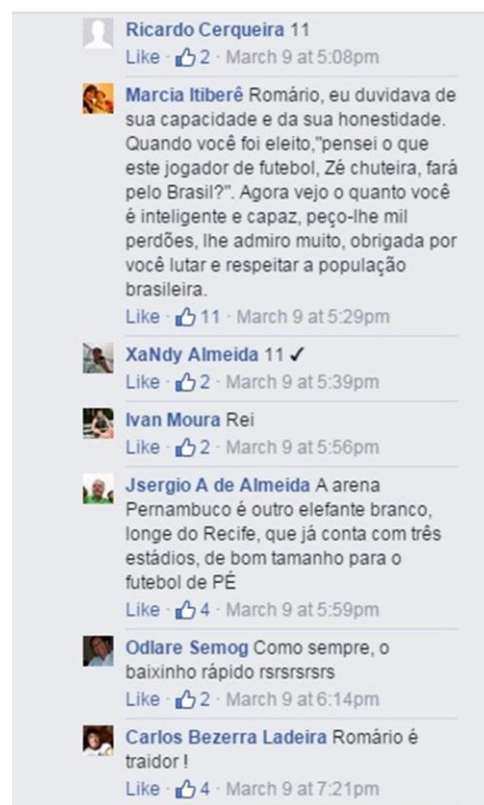 Ricardo Cerqueira 11
Like · 2 · March 9 at 5:08pm
Marcia Itiberê Romário, eu duvidava de
sua capacidade e da sua honestidade.
Quando você foi eleito,"pensei o que
este jogador de futebol, Zé chuteira, fará
pelo Brasil?". Agora vejo o quanto você
é inteligente e capaz, peço-lhe mil
perdões, lhe admiro muito, obrigada por
você lutar e respeitar a população
brasileira.
Like · 11 · March 9 at 5:29pm
XaNdy Almeida 11 ✓
Like · 2 · March 9 at 5:39pm
Ivan Moura Rei
Like · 2 · March 9 at 5:56pm
Jsergio A de Almeida A arena
Pernambuco é outro elefante branco,
longe do Recife, que já conta com três
estádios, de bom tamanho para o
futebol de PÉ
Like · 4 · March 9 at 5:59pm
Odlare Semog Como sempre, o
baixinho rápido rsrsrsrsrs
Like · 2 · March 9 at 6:14pm
Carlos Bezerra Ladeira Romário é
traidor !
Like · 4 · March 9 at 7:21pm